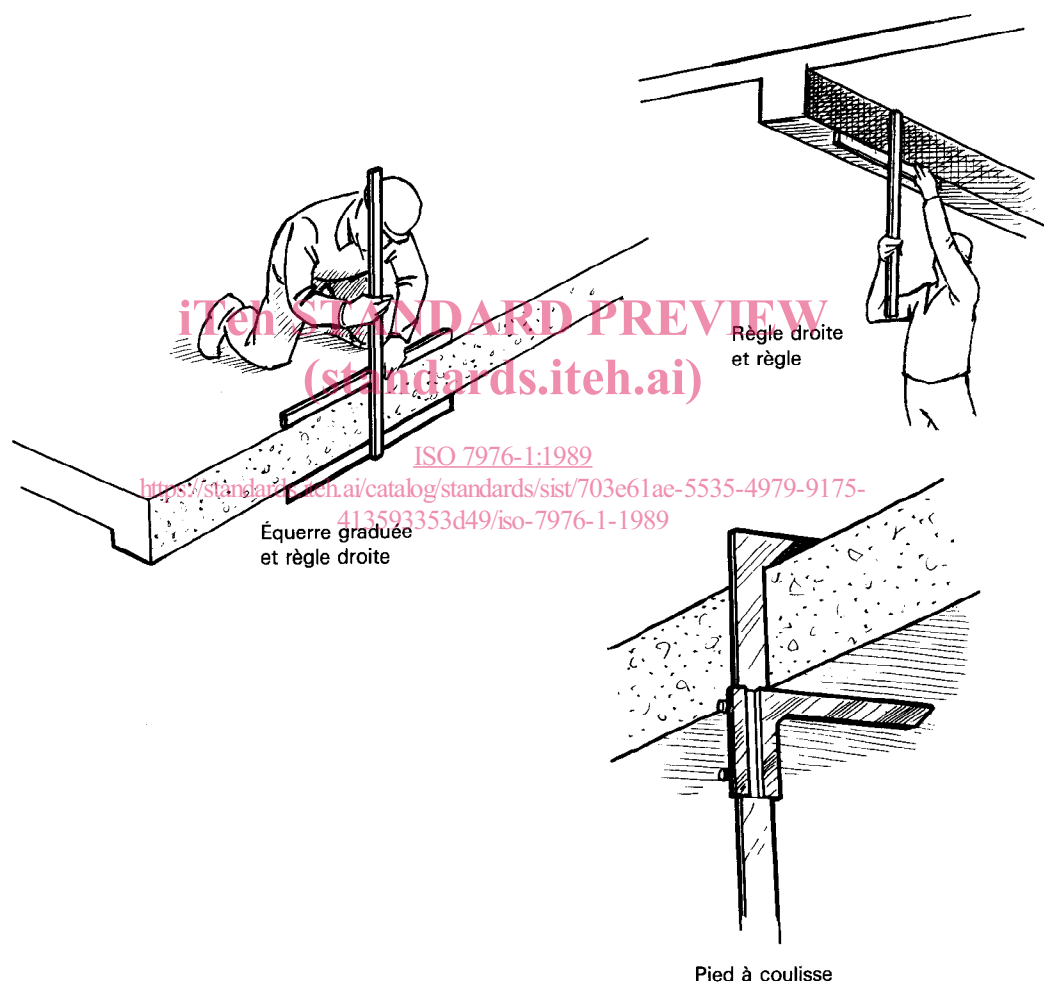 iTeh STANDARD PREVIEW
Règle droite
et règle
(standards.iteh.ai)
ISO 7976-1:1989
https://standards.iteh.ai/catalog/standards/sist/703e61ae-5535-4979-9175-
413593353d49/iso-7976-1-1989
Équerre graduée
et règle droite
Pied à coulisse